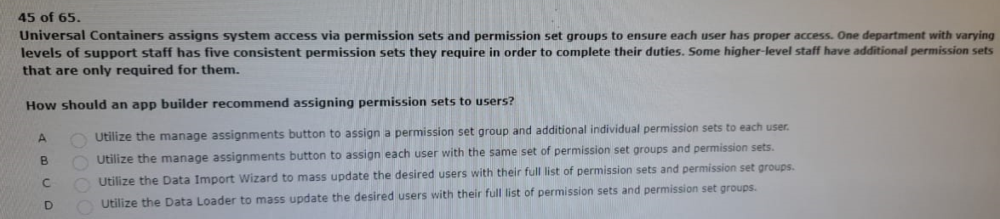 45 of 65.
Universal Containers assigns system access via permission sets and permission set groups to ensure each user has proper access. One department with varying
levels of support staff has five consistent permission sets they require in order to complete their duties. Some higher-level staff have additional permission sets
that are only required for them.
How should an app builder recommend assigning permission sets to users?
A Utilize the manage assignments button to assign a permission set group and additional individual permission sets to each user.
B Utilize the manage assignments button to assign each user with the same set of permission set groups and permission sets.
C Utilize the Data Import Wizard to mass update the desired users with their full list of permission sets and permission set groups.
D Utilize the Data Loader to mass update the desired users with their full list of permission sets and permission set groups.